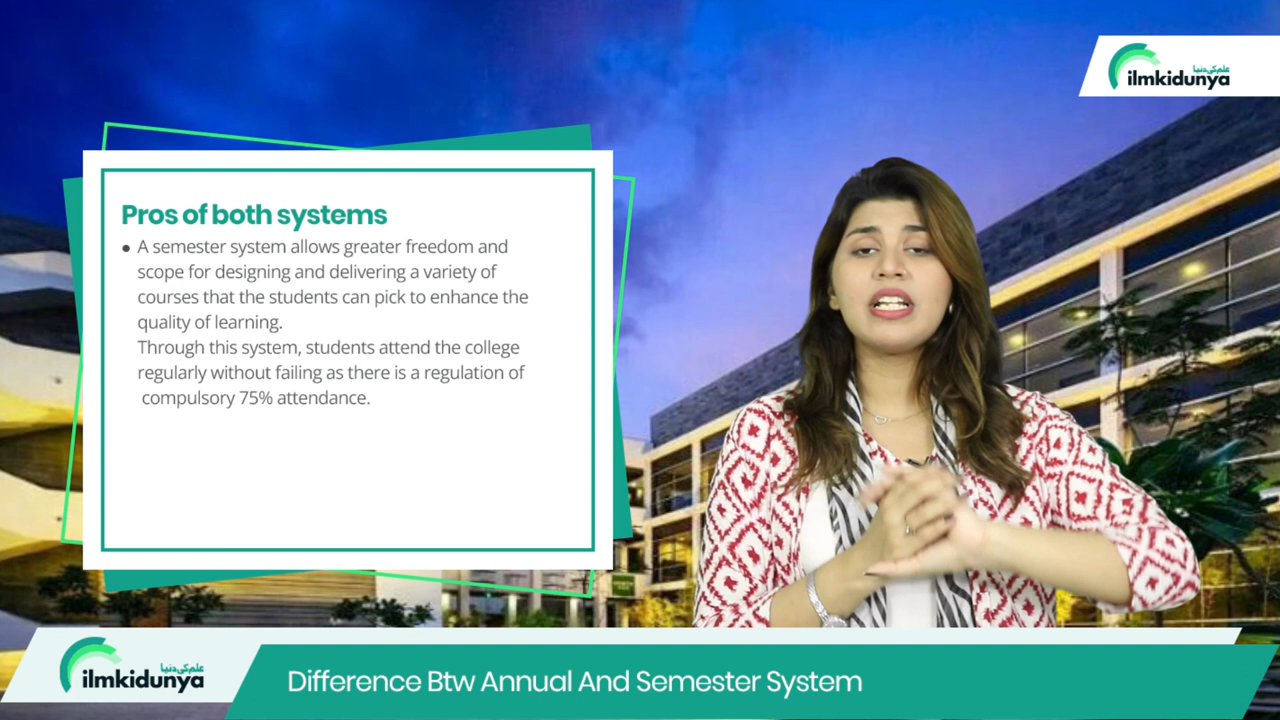 علم کی دنیا
ilmkidunya
Pros of both systems
• A semester system allows greater freedom and
scope for designing and delivering a variety of
courses that the students can pick to enhance the
quality of learning.
Through this system, students attend the college
regularly without failing as there is a regulation of
compulsory 75% attendance.
علم کی دنیا
ilmkidunya
Difference Btw Annual And Semester System